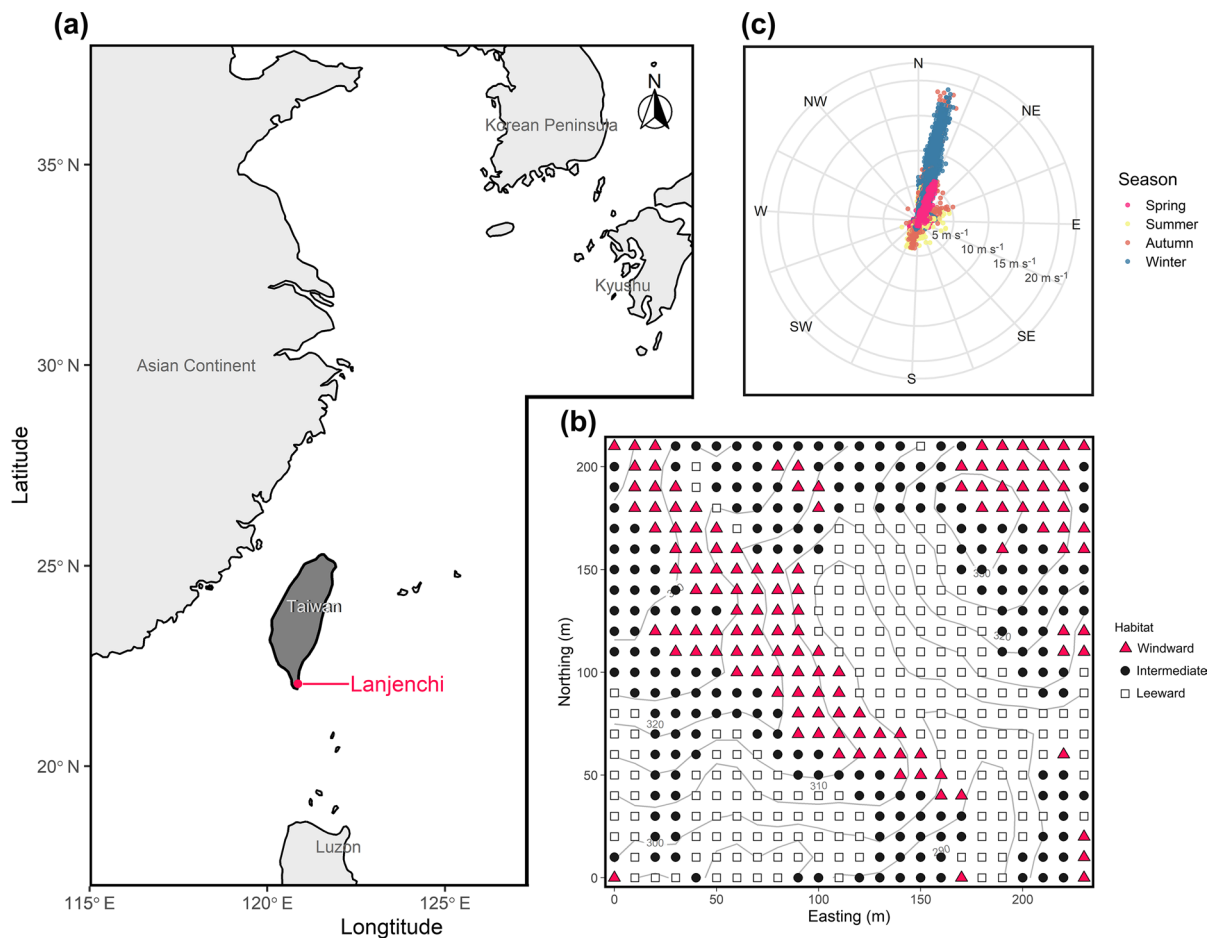 (a)
N
Korean Peninsula
35° N
Kyushu
Asian Continent
30° N
Latitude
25° N
Taiwan
Lanjenchi
20° N
Luzon
115° E
120° E
Longtitude
(c)
N
NW
NE
W
E
5 m s-1
10 m s-1
15 m s-1
20 m s-1
SW
SE
S
Season
Spring
Summer
Autumn
Winter
(b)
200
150
100
50
0
Northing (m)
330
320
320
310
300
290
0
50
100
150
200
Easting (m)
Habitat
Windward
Intermediate
Leeward